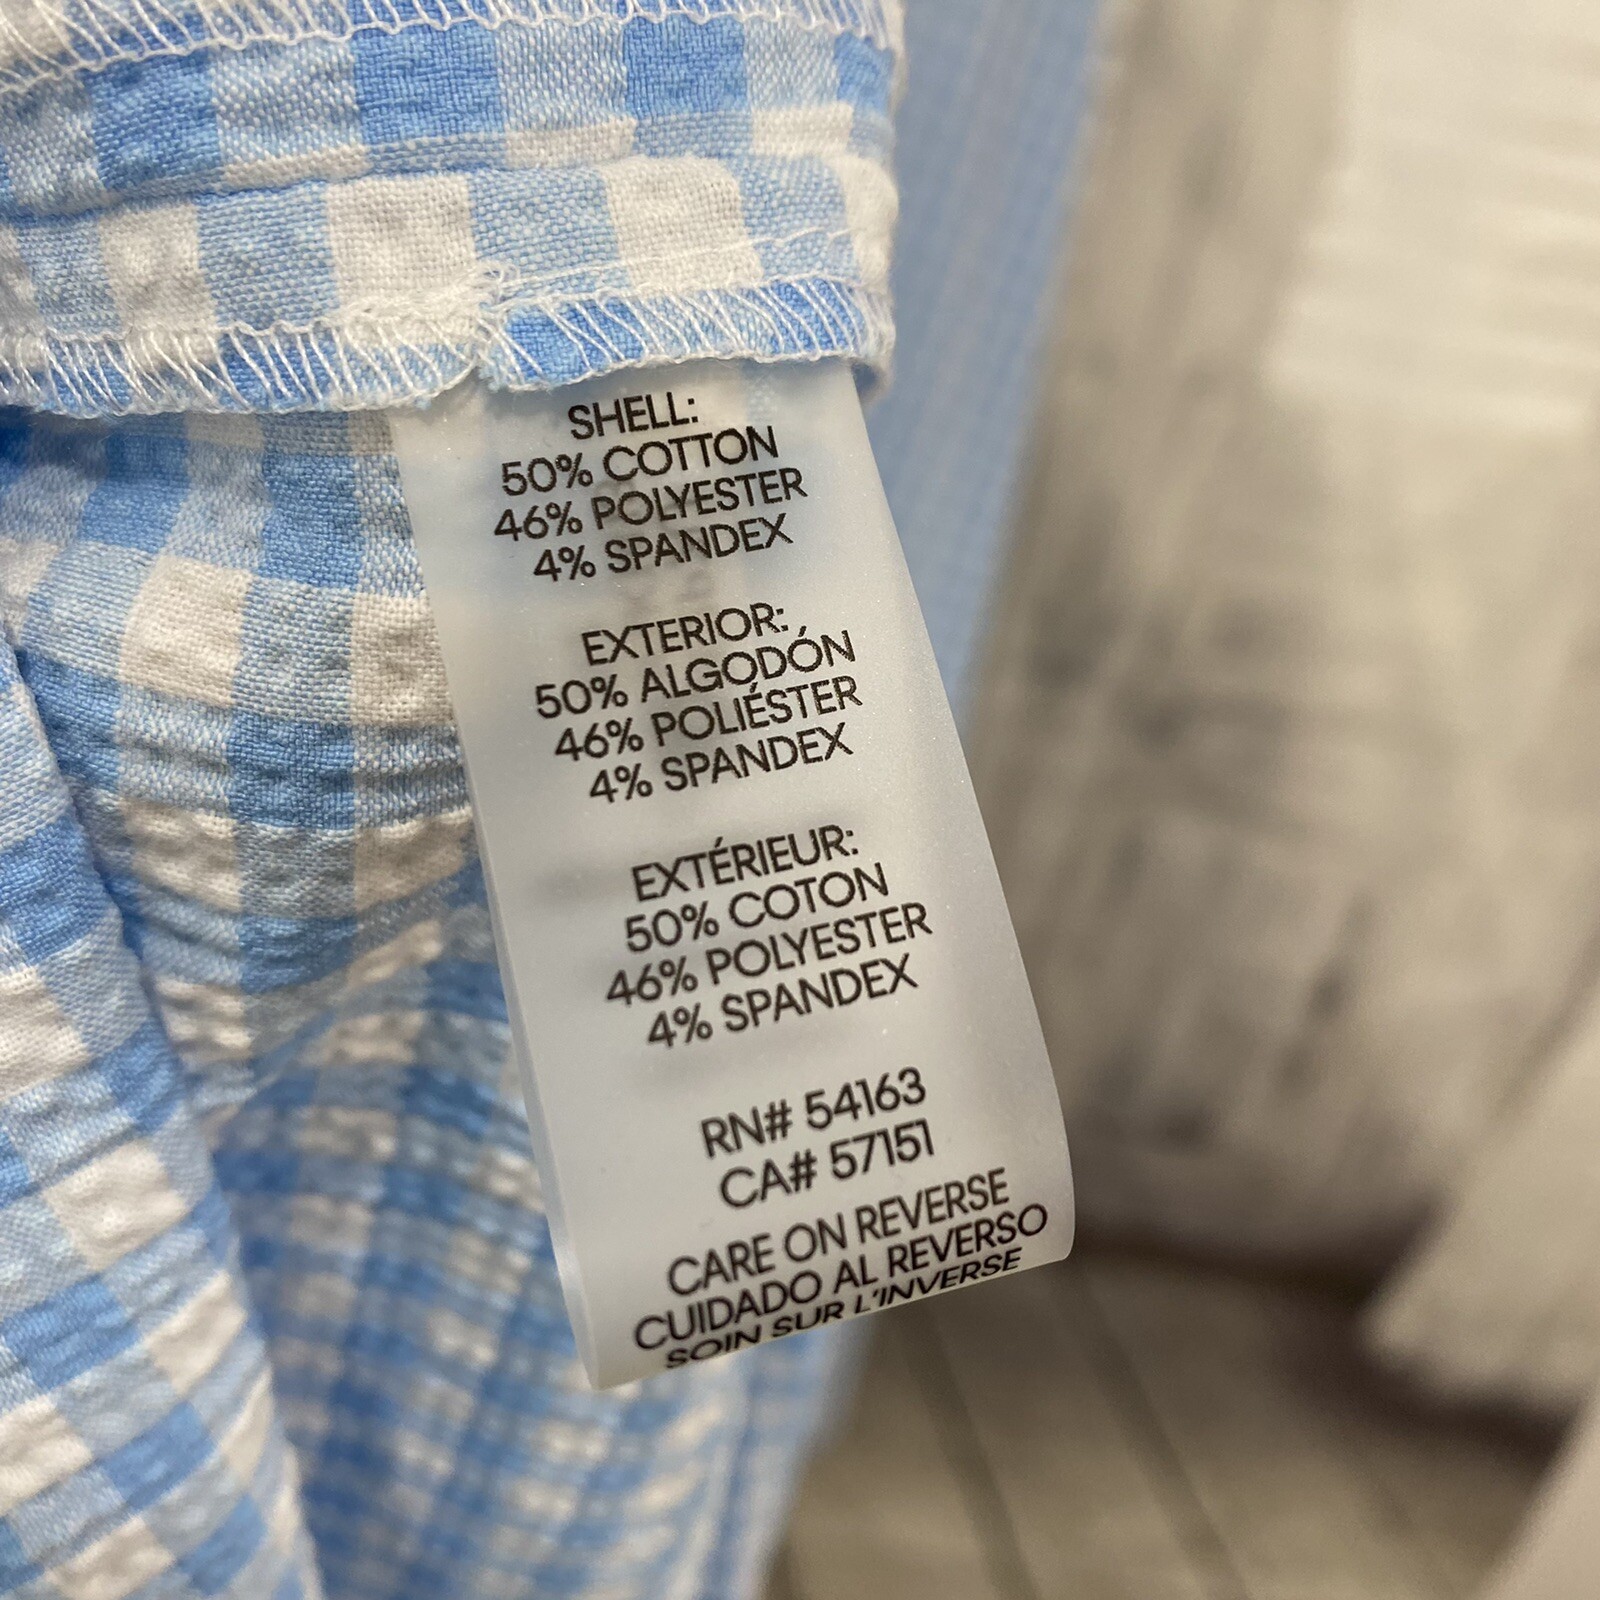 SHELL:
50% COTTON
46% POLYESTER
4% SPANDEX
EXTERIOR:
50% ALGODÓN
46% POLIÉSTER
4% SPANDEX
EXTÉRIEUR:
50% COTON
46% POLYESTER
4% SPANDEX
RN# 54163
CA# 57151
CARE ON REVERSE
CUIDADO AL REVERSO
SOIN SUR L'INVERSE